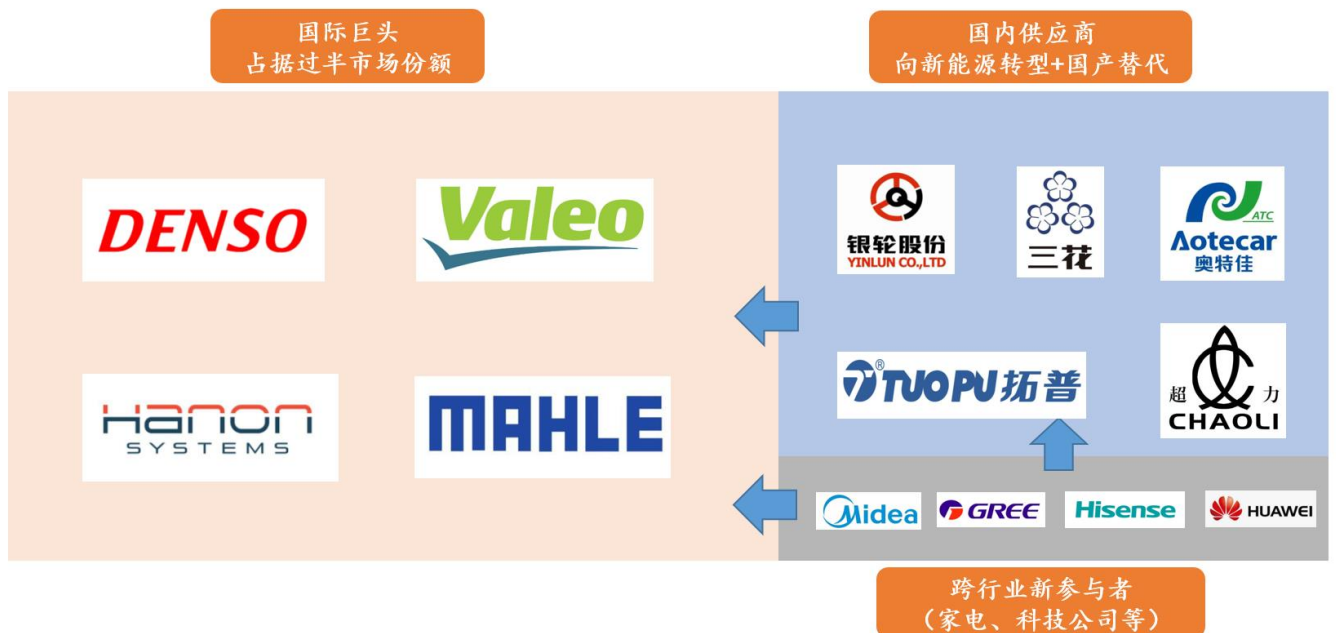 国际巨头
占据过半市场份额
国内供应商
向新能源转型+国产替代
DENSO
Valeo
银轮股份
YINLUN CO.,LTD
三花
ATC
Aotecar
奥特佳
Hanon
SYSTEMS
MAHLE
® TUOPU拓普
超 力
CHAOLI
Midea
GREE
Hisense
HUAWEI
跨行业新参与者
（家电、科技公司等）